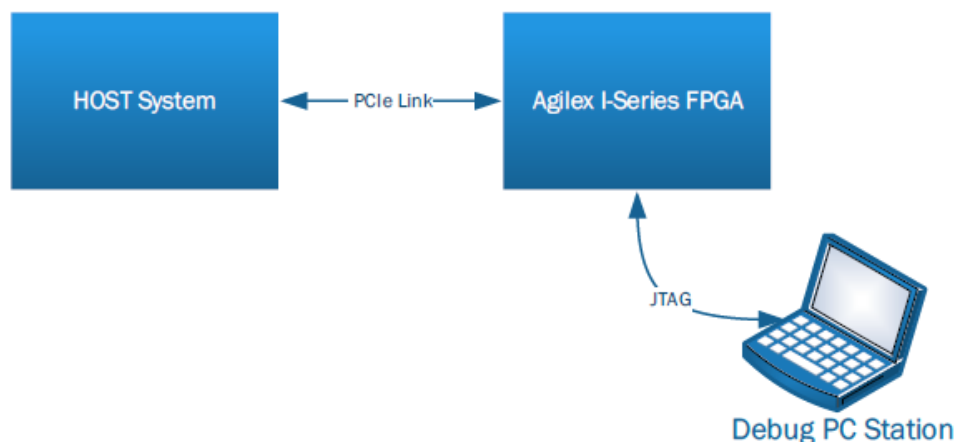 HOST System
PCIe Link
Agilex I-Series FPGA
JTAG
Debug PC Station